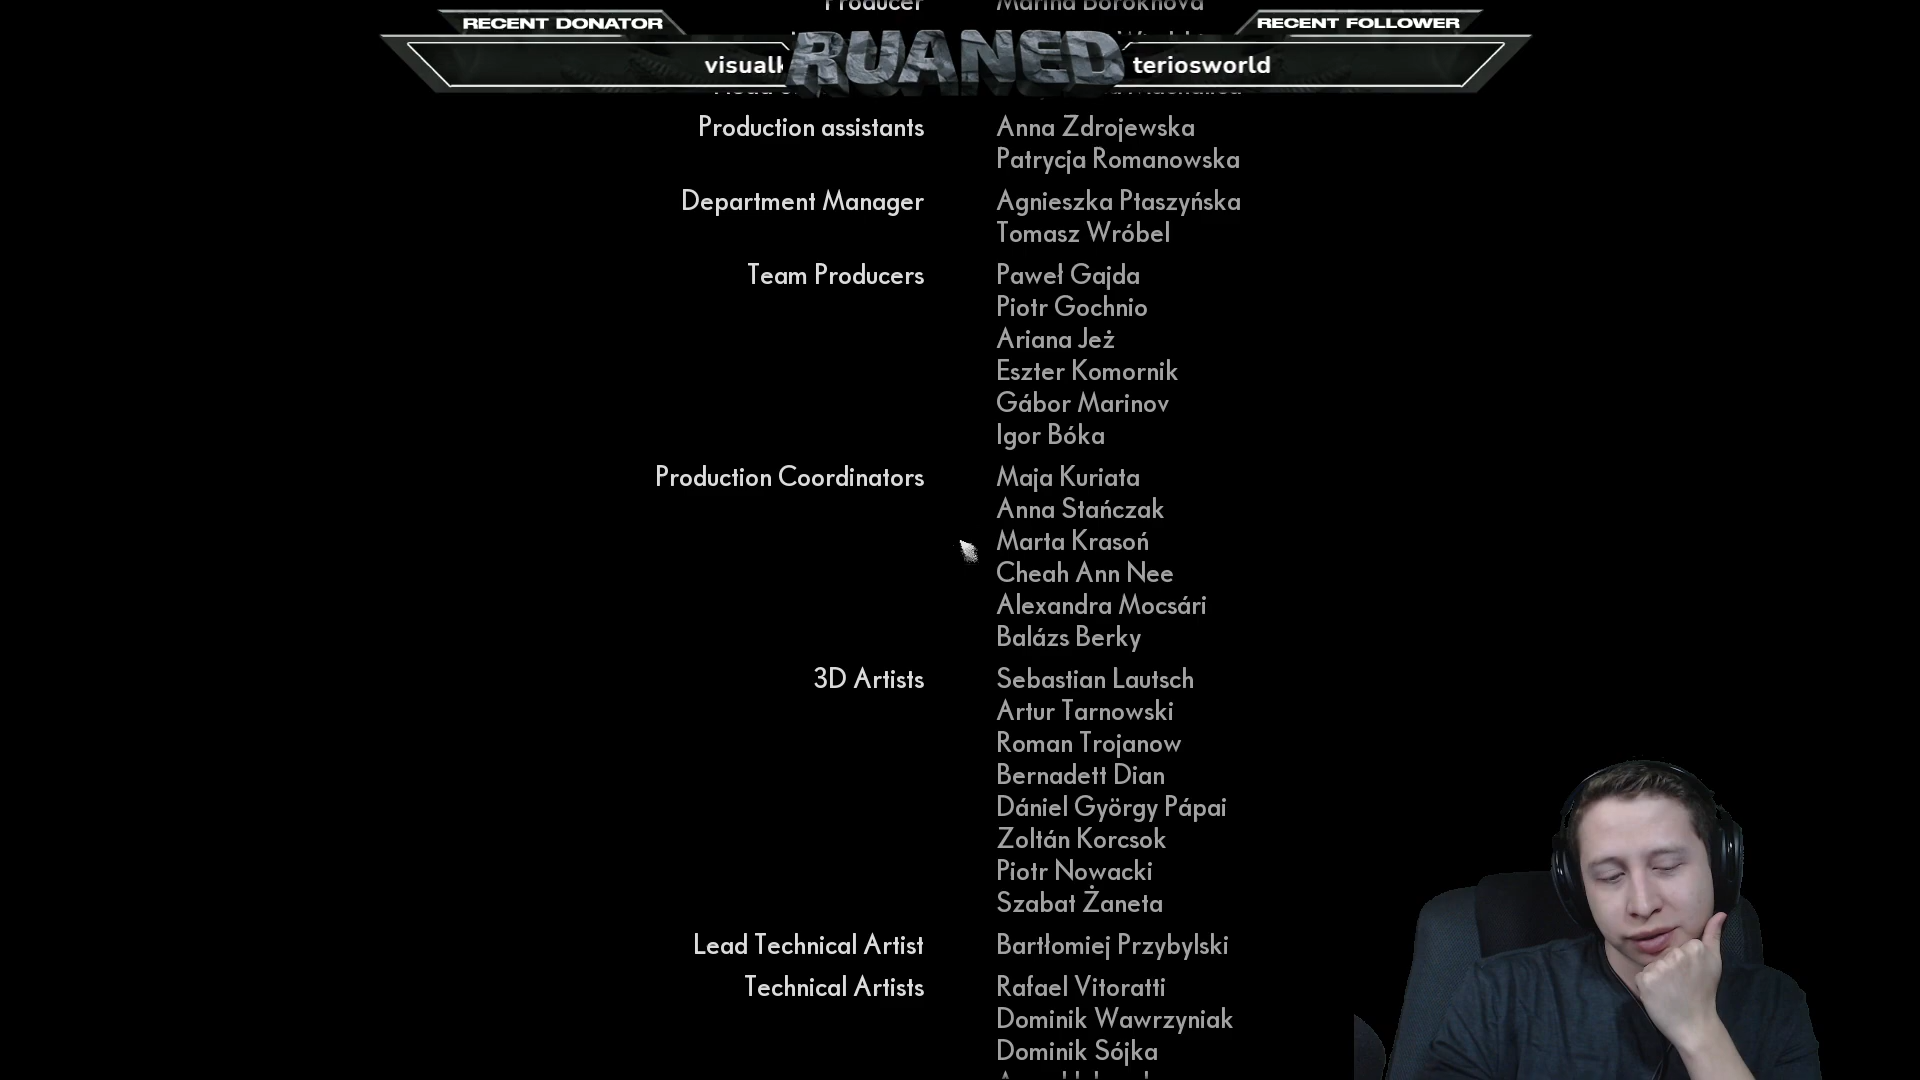 Producer Marina Borokhova
RECENT DONATOR
RECENT FOLLOWER
RUANED
visualk
teriosworld
Production assistants Anna Zdrojewska
Patrycja Romanowska
Department Manager Agnieszka Ptaszyńska
Tomasz Wróbel
Team Producers Paweł Gajda
Piotr Gochnio
Ariana Jeż
Eszter Komornik
Gábor Marinov
Igor Bóka
Production Coordinators Maja Kuriata
Anna Stańczak
Marta Krasoń
Cheah Ann Nee
Alexandra Mocsári
Balázs Berky
3D Artists Sebastian Lautsch
Artur Tarnowski
Roman Trojanow
Bernadett Dian
Dániel György Pápai
Zoltán Korcsok
Piotr Nowacki
Szabat Żaneta
Lead Technical Artist Bartłomiej Przybylski
Technical Artists Rafael Vitoratti
Dominik Wawrzyniak
Dominik Sójka